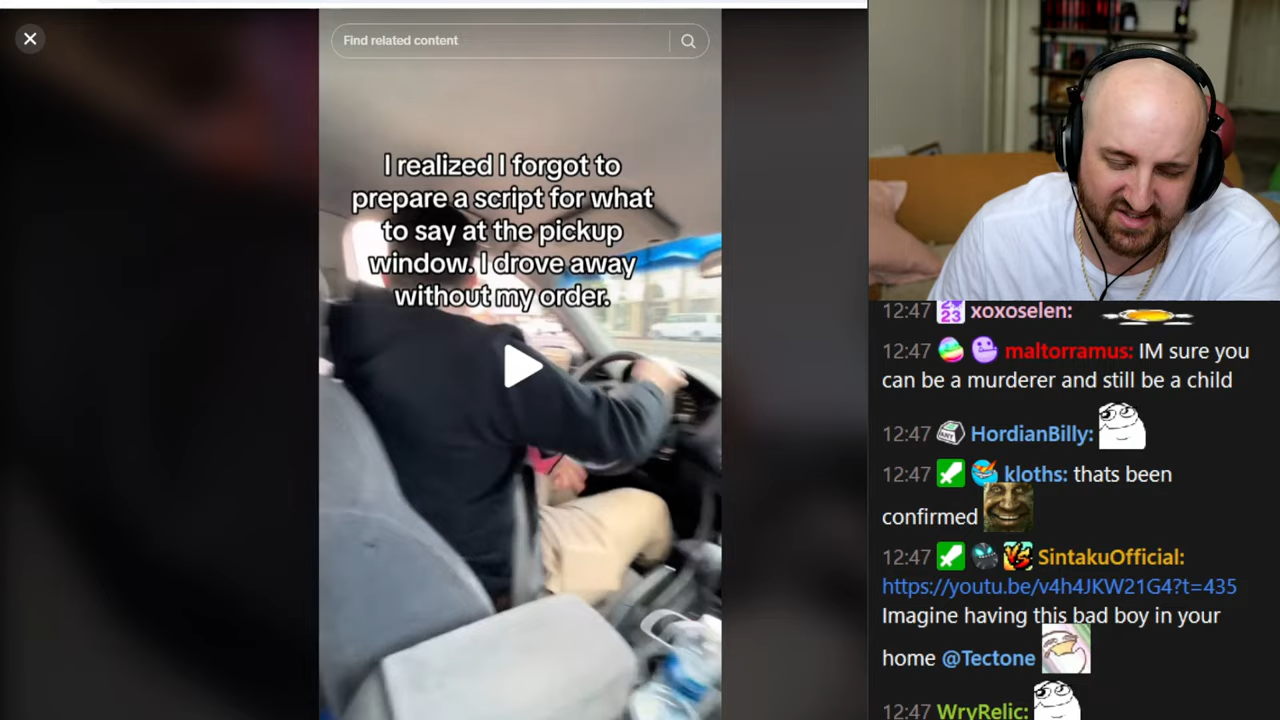 Find related content
I realized I forgot to
prepare a script for what
to say at the pickup
window. I drove away
without my order.
12:47 xoxoselen:
12:47 maltorramus: IM sure you
can be a murderer and still be a child
12:47 HordianBilly:
12:47 kloths: thats been
confirmed
12:47 SintakuOfficial:
https://youtu.be/v4h4JKW21G4?t=435
Imagine having this bad boy in your
home @Tectone
12:47 WryRelic: